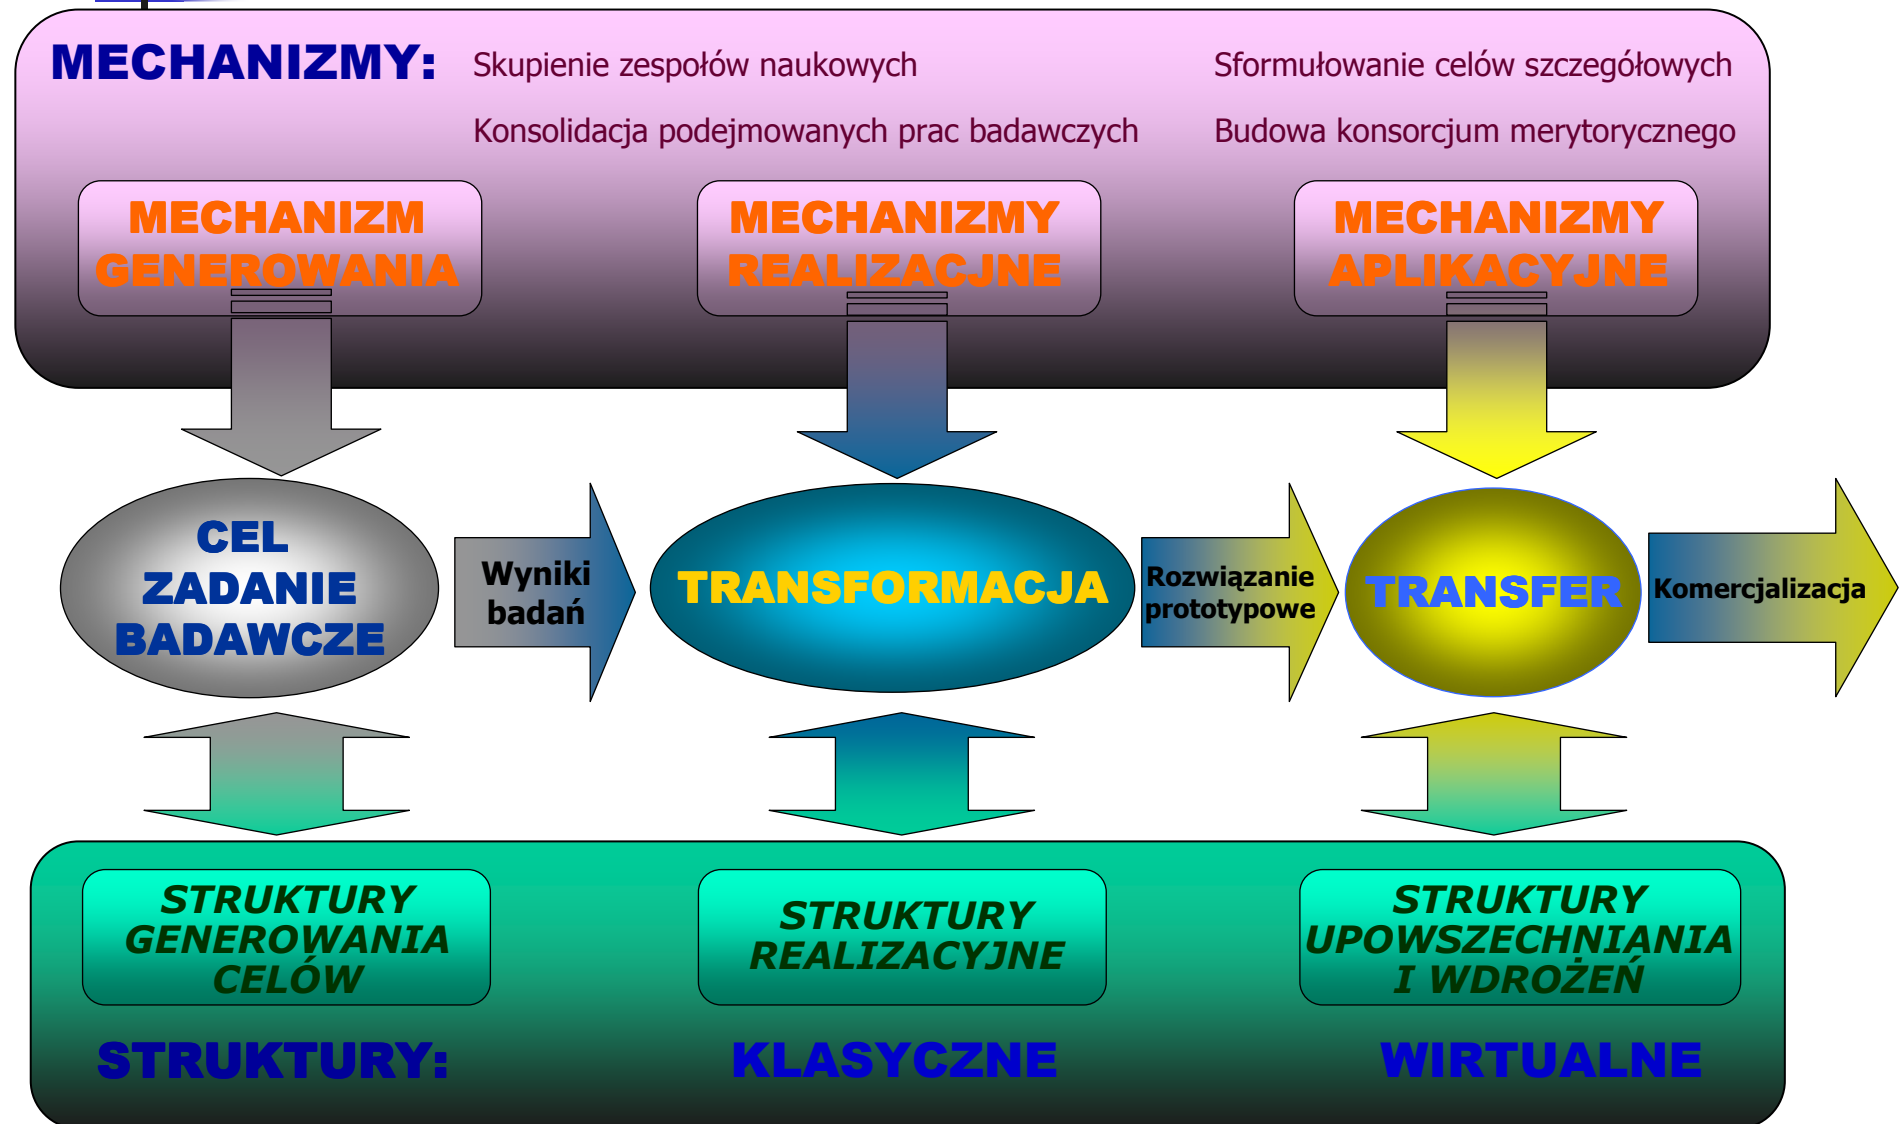 MECHANIZMY:
Skupienie zespołów naukowych
Sformułowanie celów szczegółowych
Konsolidacja podejmowanych prac badawczych
Budowa konsorcjum merytorycznego
MECHANIZM
GENEROWANIA
MECHANIZMY
REALIZACJNE
MECHANIZMY
APLIKACYJNE
CEL
ZADANIE
BADAWCZE
Wyniki
badań
TRANSFORMACJA
Rozwiązanie
prototypowe
TRANSFER
Komercjalizacja
STRUKTURY
GENEROWANIA
CELÓW
STRUKTURY
REALIZACYJNE
STRUKTURY
UPOWSZECHNIANIA
I WDROŻEŃ
STRUKTURY:
KLASYCZNE
WIRTUALNE